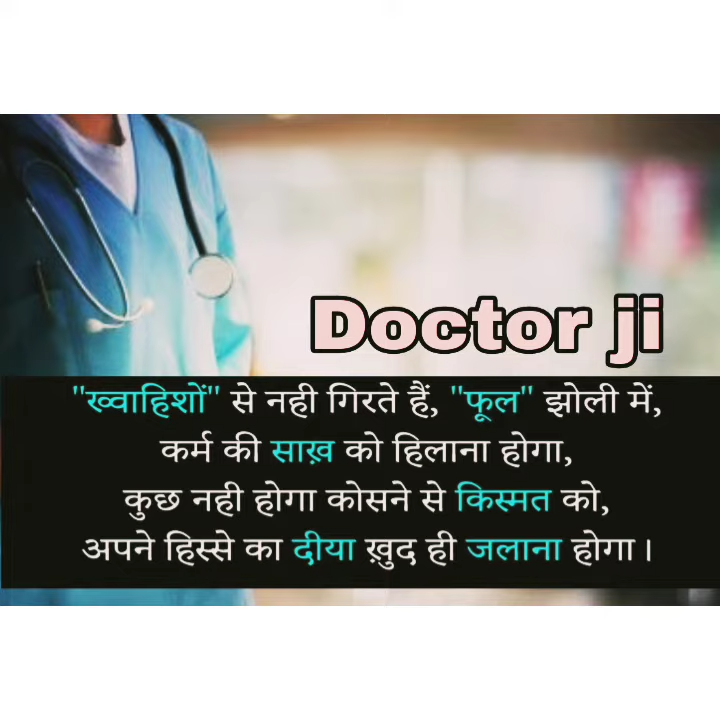 Doctor ji
"ख्वाहिशों" से नही गिरते हैं, "फूल" झोली में,
कर्म की साख़ को हिलाना होगा,
कुछ नही होगा कोसने से किस्मत को,
अपने हिस्से का दीया ख़ुद ही जलाना होगा।